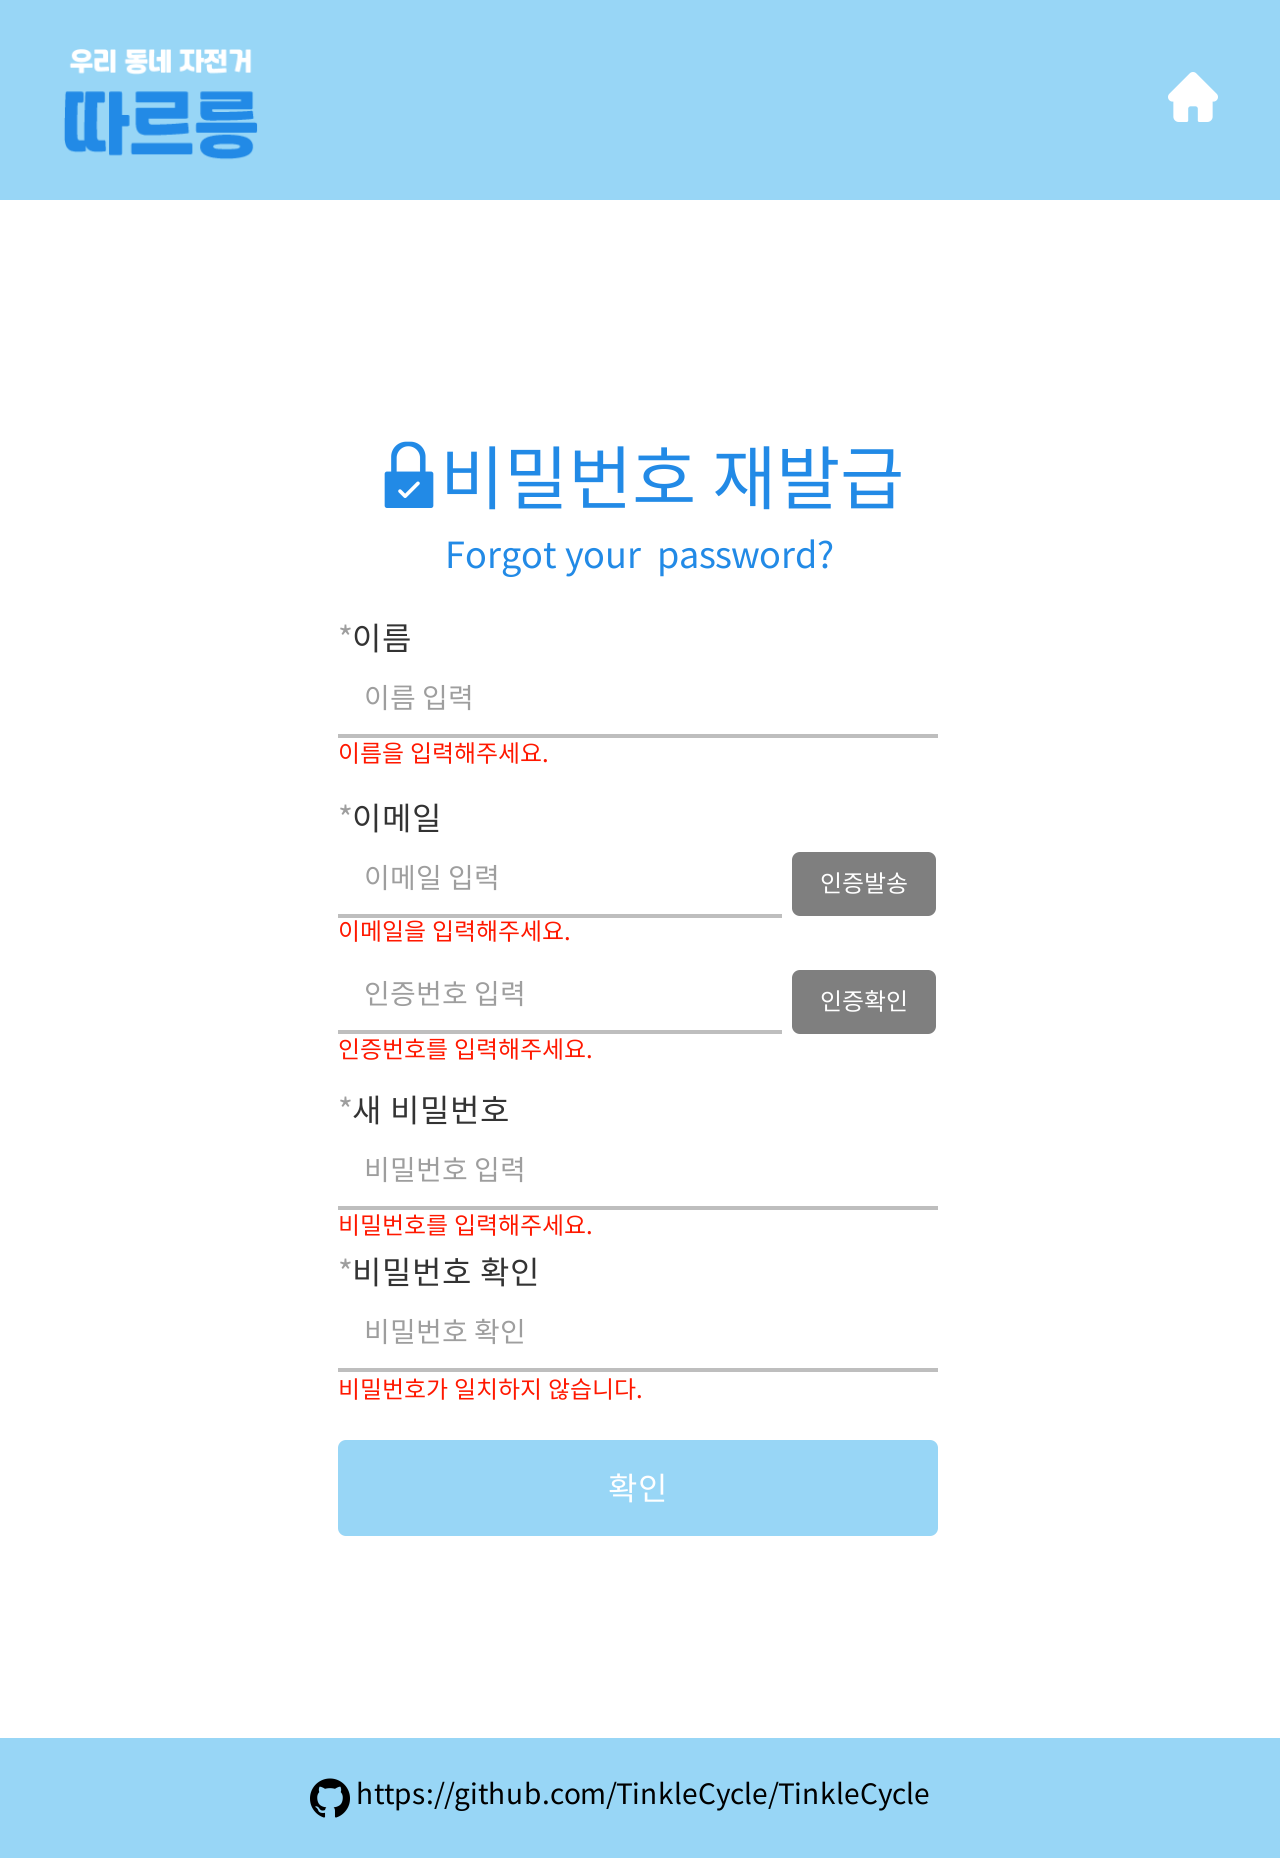 우리 동네 자전거
따르릉
비밀번호 재발급
Forgot your password?
*이름
이름 입력
이름을 입력해주세요.
*이메일
이메일 입력
인증발송
이메일을 입력해주세요.
인증번호 입력
인증확인
인증번호를 입력해주세요.
*새 비밀번호
비밀번호 입력
비밀번호를 입력해주세요.
*비밀번호 확인
비밀번호 확인
비밀번호가 일치하지 않습니다.
확인
https://github.com/TinkleCycle/TinkleCycle